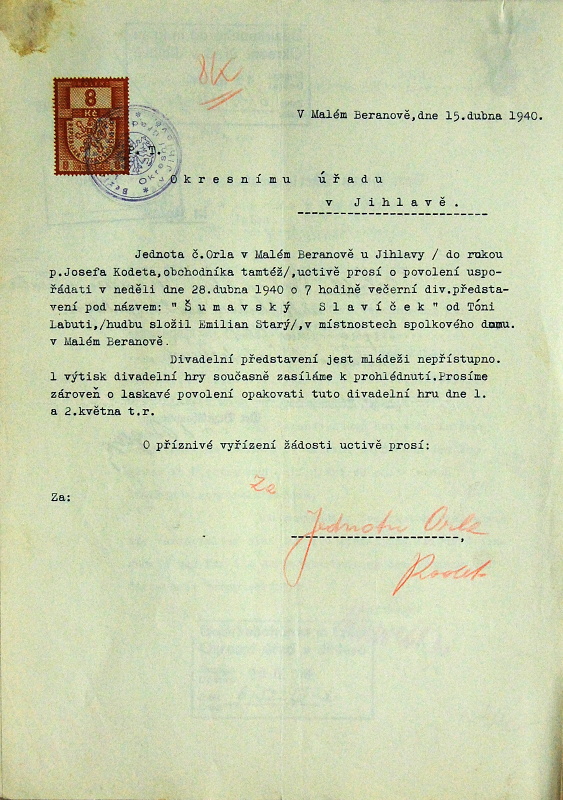 8K
8
Kč
V Malém Beranově,dne 15.dubna 1940.
Okresnímu úřadu
v Jihlavě.
Jednota č.Orla v Malém Beranově u Jihlavy / do rukou
p.Josefa Kodeta,obchodníka tamtéž/,uctivě prosí o povolení uspo-
řádati v neděli dne 28.dubna 1940 o 7 hodině večerní div.předsta-
vení pod názvem: " Šumavský Slavíček " od Tóni
Labuti,/hudbu složil Emilian Starý/,v místnostech spolkového domu.
v Malém Beranově.
Divadelní představení jest mládeži nepřístupno.
1 výtisk divadelní hry současně zasíláme k prohlédnutí.Prosíme
zároveň o laskavé povolení opakovati tuto divadelní hru dne 1.
a 2.května t.r.
O příznivé vyřízení žádosti uctivě prosí:
Za
Za:
Jednotu Orla
Kodet